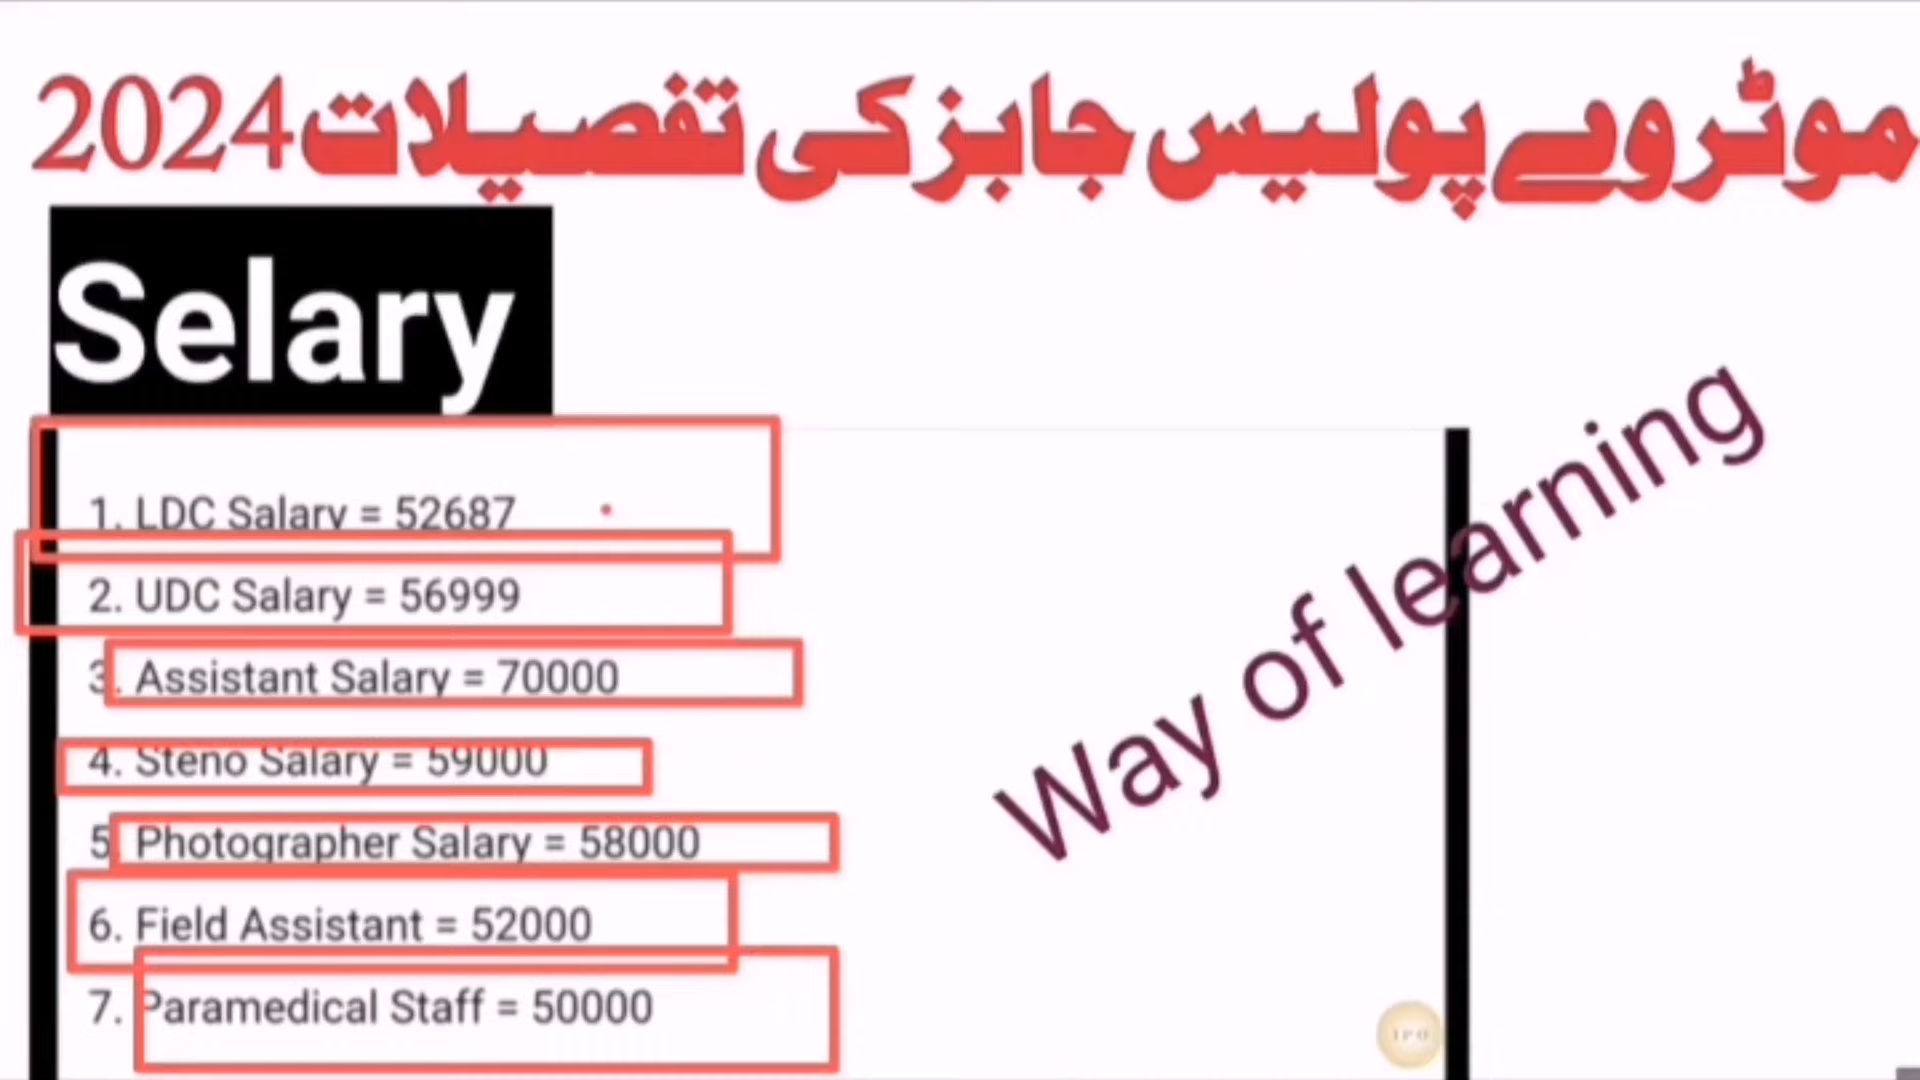 موٹروے پولیس جابز کی تفصیلات 2024
Selary
1. LDC Salary = 52687
2. UDC Salary = 56999
3. Assistant Salary = 70000
4. Steno Salary = 59000
5. Photographer Salary = 58000
6. Field Assistant = 52000
7. Paramedical Staff = 50000
Way of learning